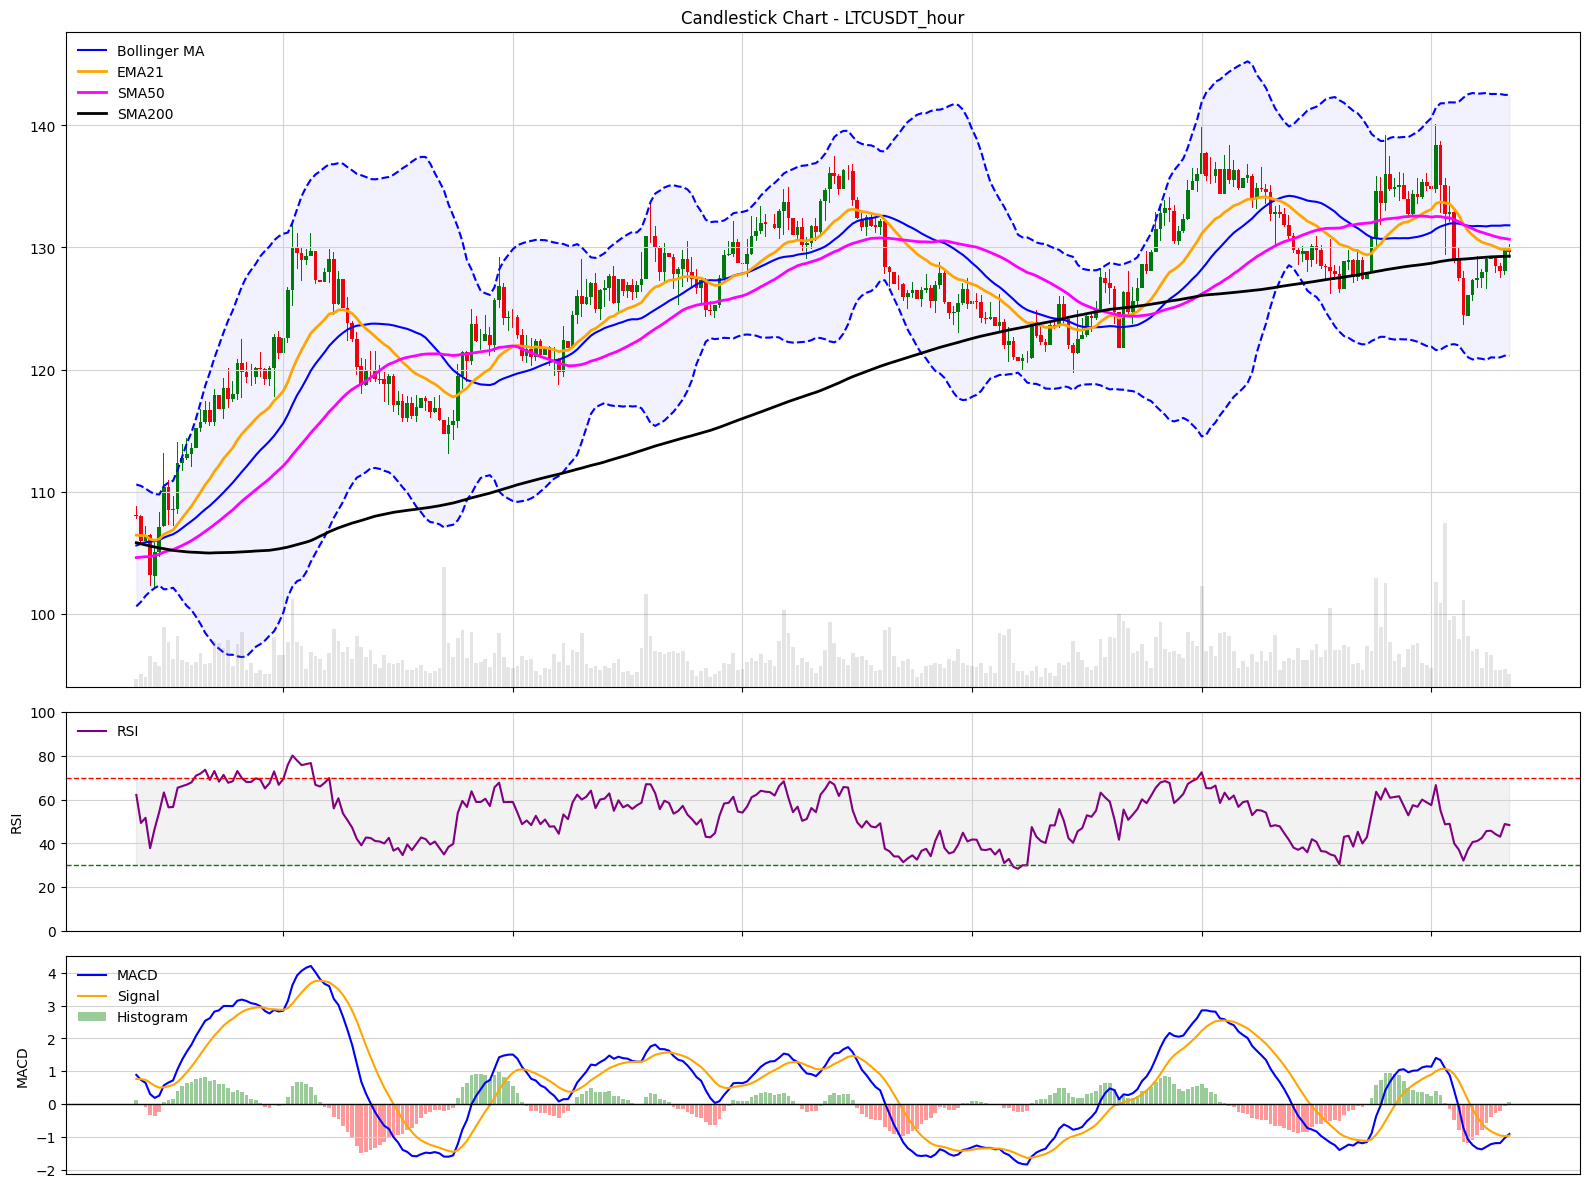 Candlestick Chart - LTCUSDT_hour
Bollinger MA
EMA21
SMA50
SMA200
140
130
120
110
100
RSI
100
80
60
40
20
0
RSI
MACD
Signal
Histogram
4
3
2
1
0
−1
−2
MACD